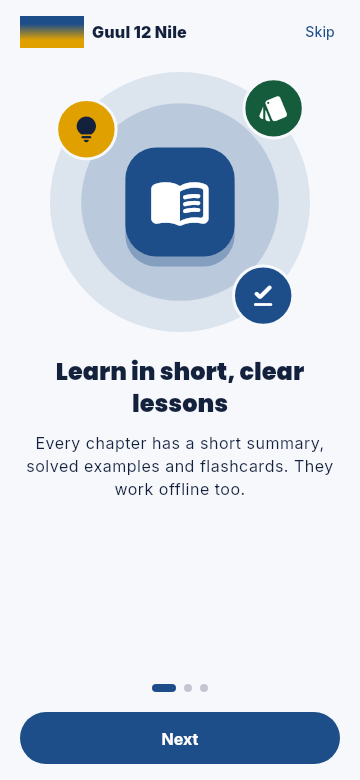 Guul 12 Nile
Skip
Learn in short, clear
lessons
Every chapter has a short summary,
solved examples and flashcards. They
work offline too.
Next